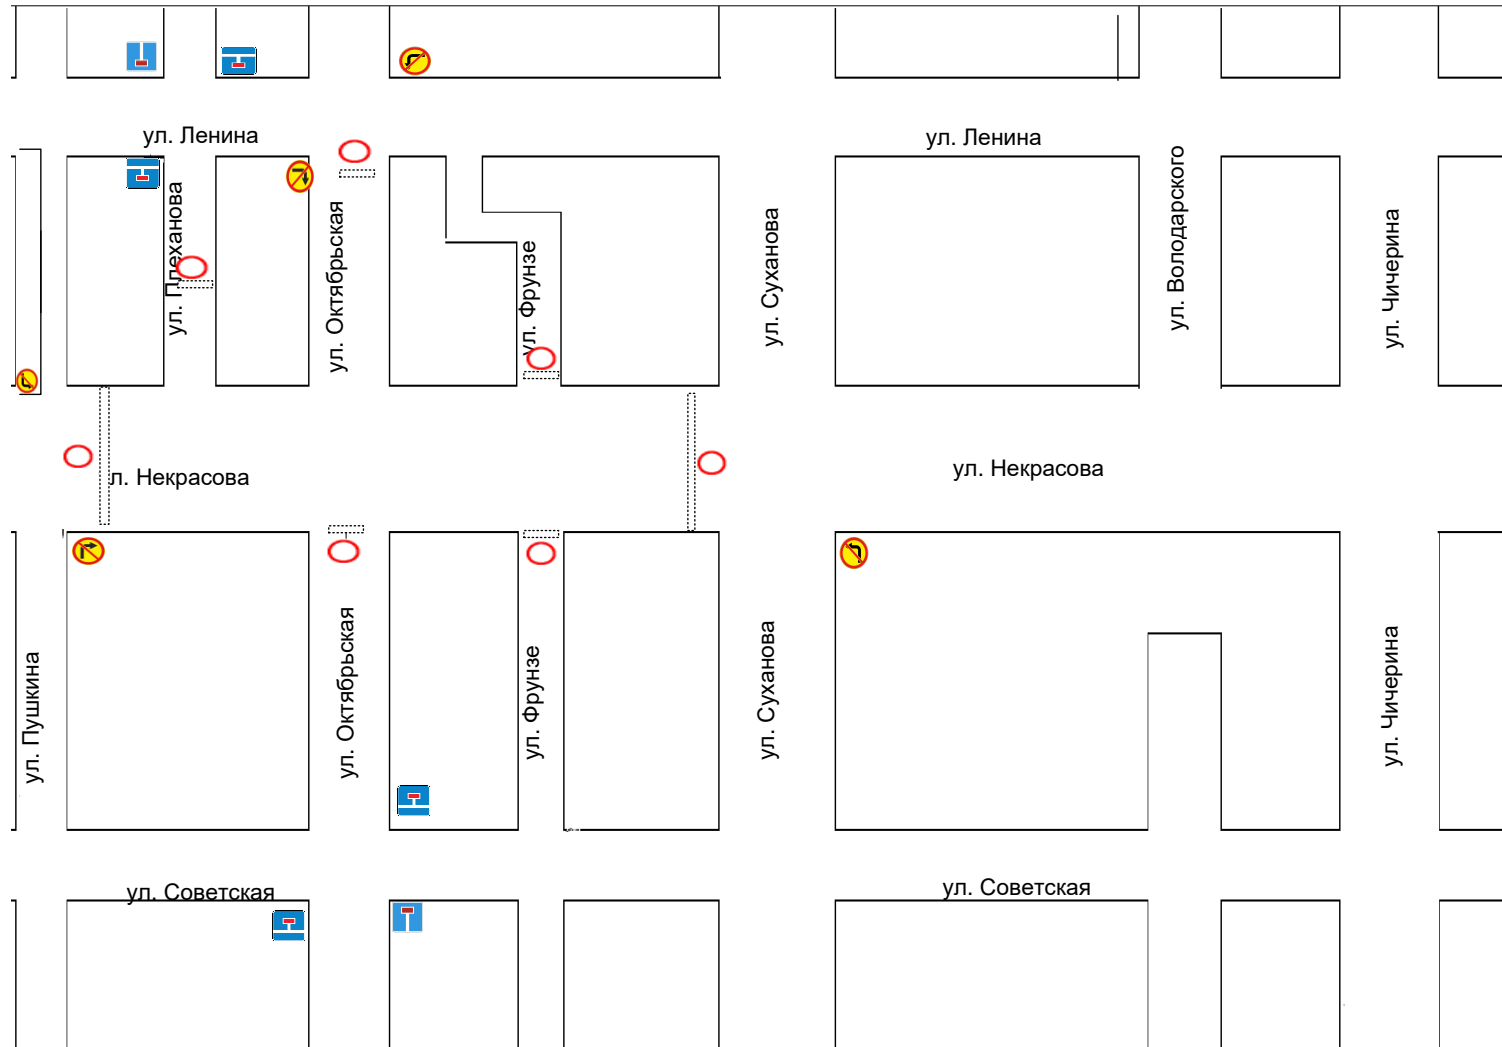 ул. Ленина
ул. Ленина
ул. Плеханова
ул. Октябрьская
ул. Фрунзе
ул. Суханова
ул. Володарского
ул. Чичерина
л. Некрасова
ул. Некрасова
ул. Пушкина
ул. Октябрьская
ул. Фрунзе
ул. Суханова
ул. Чичерина
ул. Советская
ул. Советская